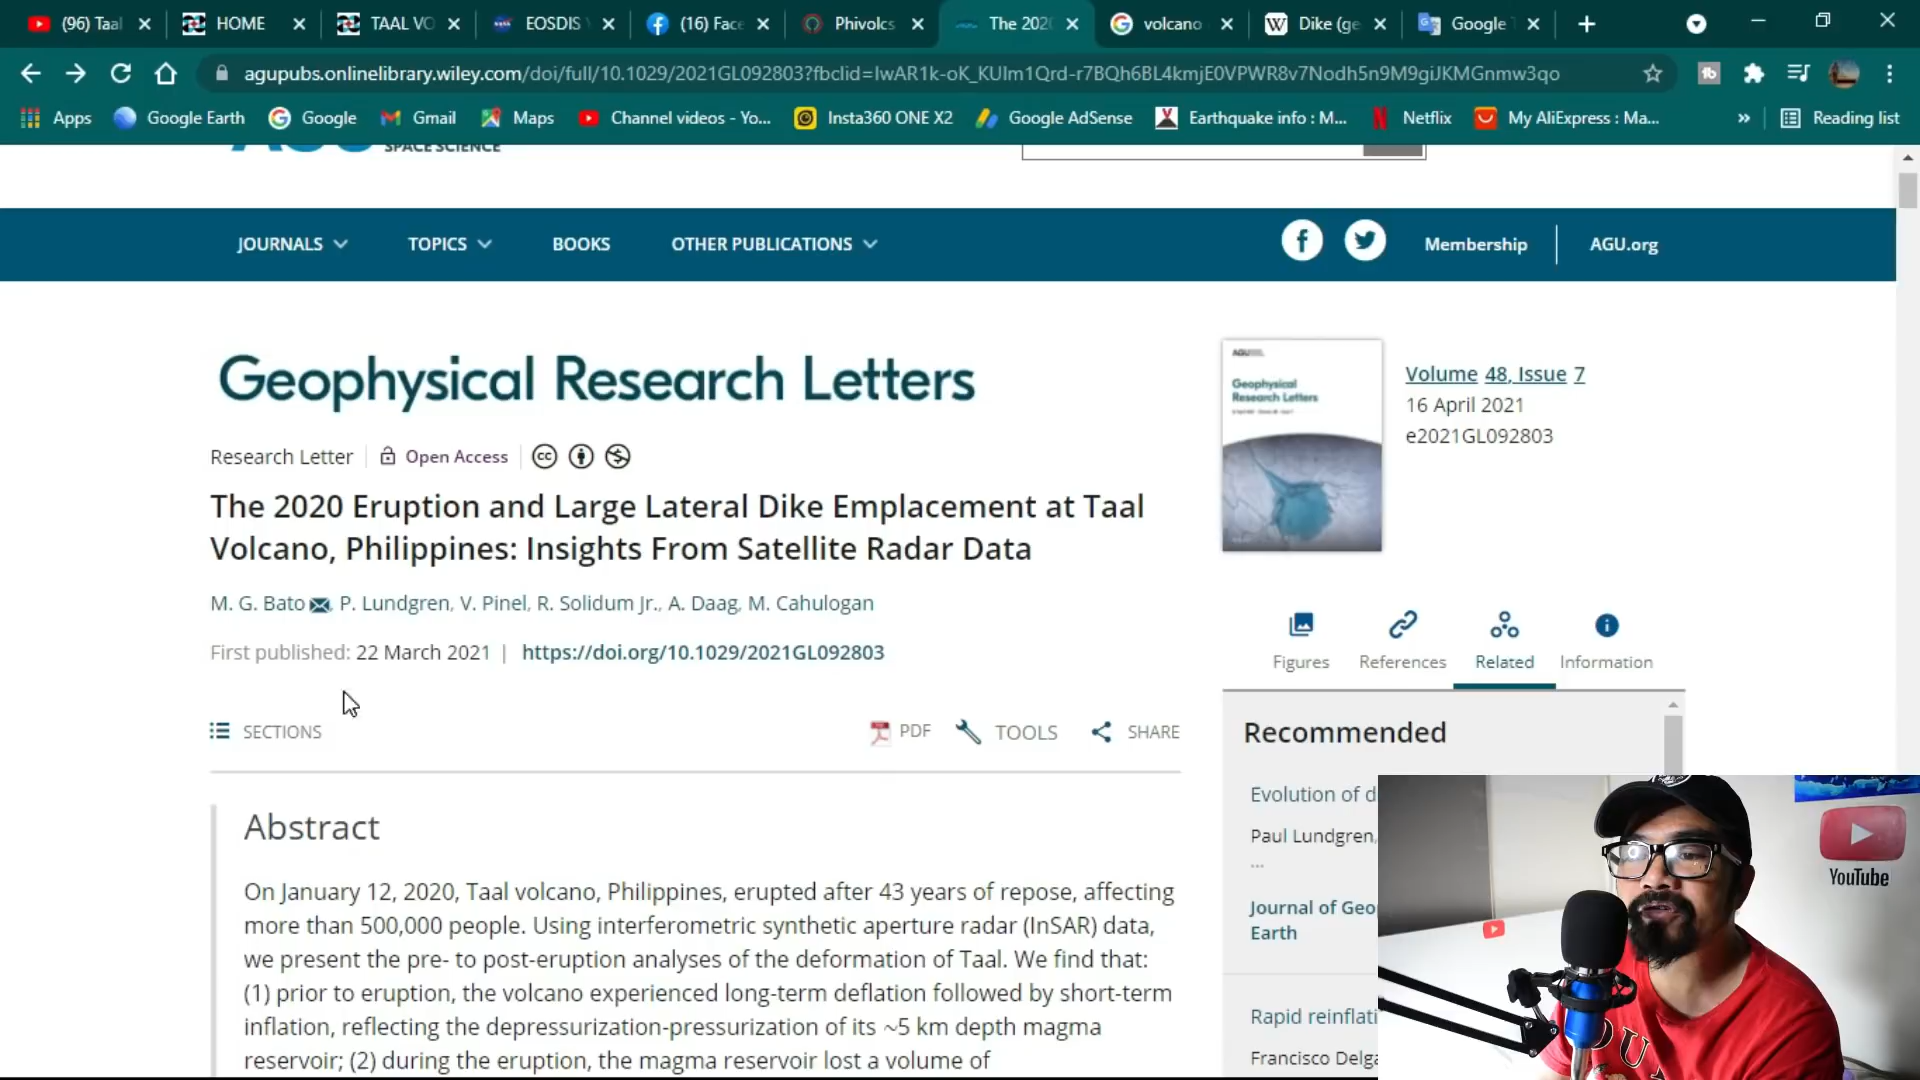 (96) Taal
HOME
TAAL VO
EOSDIS
(16) Face
Phivolcs
The 202
volcano
Dike (ge
Google T
agupubs.onlinelibrary.wiley.com/doi/full/10.1029/2021GL092803?fbclid=IwAR1k-oK_KUIm1Qrd-r7BQh6BL4kmjE0VPWR8v7Nodh5n9M9giJKMGnmw3qo
Apps
Google Earth
Google
Gmail
Maps
Channel videos - Yo...
Insta360 ONE X2
Google AdSense
Earthquake info : M...
Netflix
My AliExpress : Ma...
»
Reading list
SPACE SCIENCE
JOURNALS
TOPICS
BOOKS
OTHER PUBLICATIONS
Membership
AGU.org
Geophysical Research Letters
Geophysical
Research Letters
Volume 48, Issue 7
16 April 2021
e2021GL092803
Research Letter
Open Access
The 2020 Eruption and Large Lateral Dike Emplacement at Taal
Volcano, Philippines: Insights From Satellite Radar Data
M. G. Bato, P. Lundgren, V. Pinel, R. Solidum Jr., A. Daag, M. Cahulogan
First published: 22 March 2021 | https://doi.org/10.1029/2021GL092803
Figures
References
Related
Information
SECTIONS
PDF
TOOLS
SHARE
Recommended
Evolution of d
Paul Lundgren,
...
Journal of Geo
Earth
Rapid reinflati
Francisco Delga
Abstract
On January 12, 2020, Taal volcano, Philippines, erupted after 43 years of repose, affecting
more than 500,000 people. Using interferometric synthetic aperture radar (InSAR) data,
we present the pre- to post-eruption analyses of the deformation of Taal. We find that:
(1) prior to eruption, the volcano experienced long-term deflation followed by short-term
inflation, reflecting the depressurization-pressurization of its ~5 km depth magma
reservoir; (2) during the eruption, the magma reservoir lost a volume of
YouTube